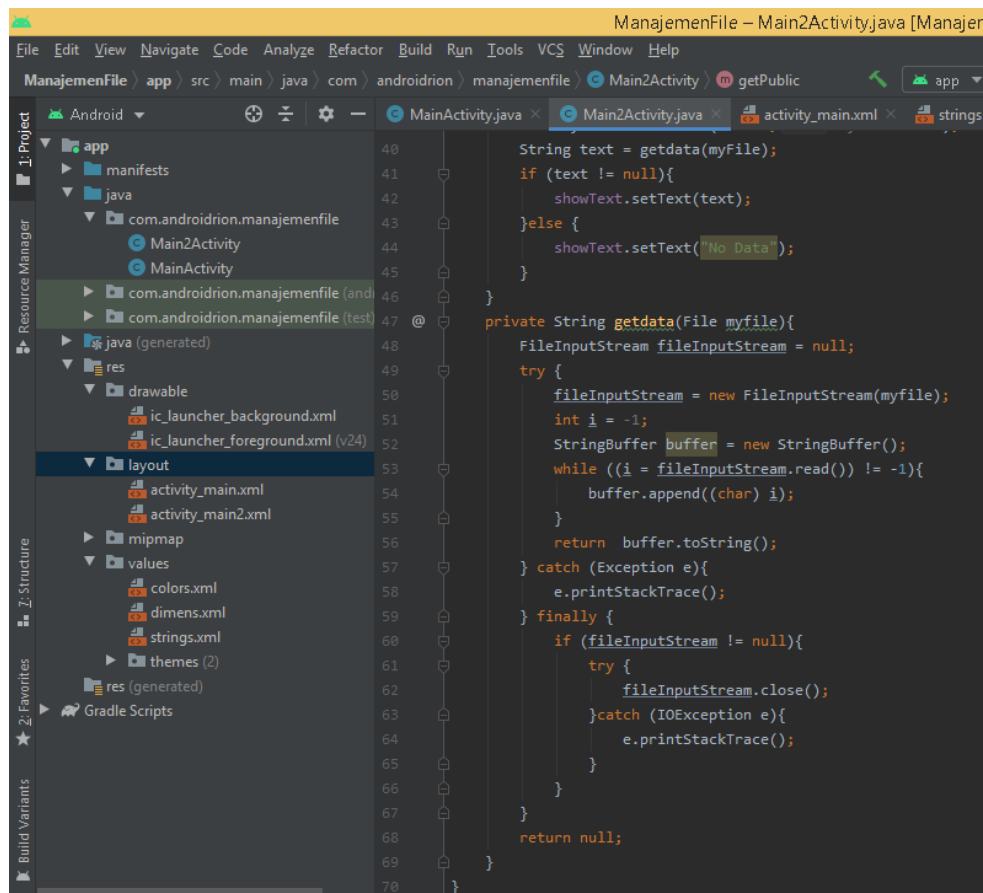 ManajemenFile – Main2Activity.java [Manajer
File Edit View Navigate Code Analyze Refactor Build Run Tools VCS Window Help
ManajemenFile app src main java com androidrion manajemenfile Main2Activity getPublic app
Android MainActivity.java Main2Activity.java activity_main.xml strings
1: Project
Resource Manager
7: Structure
2: Favorites
Build Variants
app
manifests
java
com.androidrion.manajemenfile
Main2Activity
MainActivity
com.androidrion.manajemenfile (and
com.androidrion.manajemenfile (test)
java (generated)
res
drawable
ic_launcher_background.xml
ic_launcher_foreground.xml (v24)
layout
activity_main.xml
activity_main2.xml
mipmap
values
colors.xml
dimens.xml
strings.xml
themes (2)
res (generated)
Gradle Scripts
40 String text = getdata(myFile);
41 if (text != null){
42 showText.setText(text);
43 }else {
44 showText.setText("No Data");
45 }
46 }
47 @ private String getdata(File myfile){
48 FileInputStream fileInputStream = null;
49 try {
50 fileInputStream = new FileInputStream(myfile);
51 int i = -1;
52 StringBuffer buffer = new StringBuffer();
53 while ((i = fileInputStream.read()) != -1){
54 buffer.append((char) i);
55 }
56 return  buffer.toString();
57 } catch (Exception e){
58 e.printStackTrace();
59 } finally {
60 if (fileInputStream != null){
61 try {
62 fileInputStream.close();
63 }catch (IOException e){
64 e.printStackTrace();
65 }
66 }
67 }
68 return null;
69 }
70 }